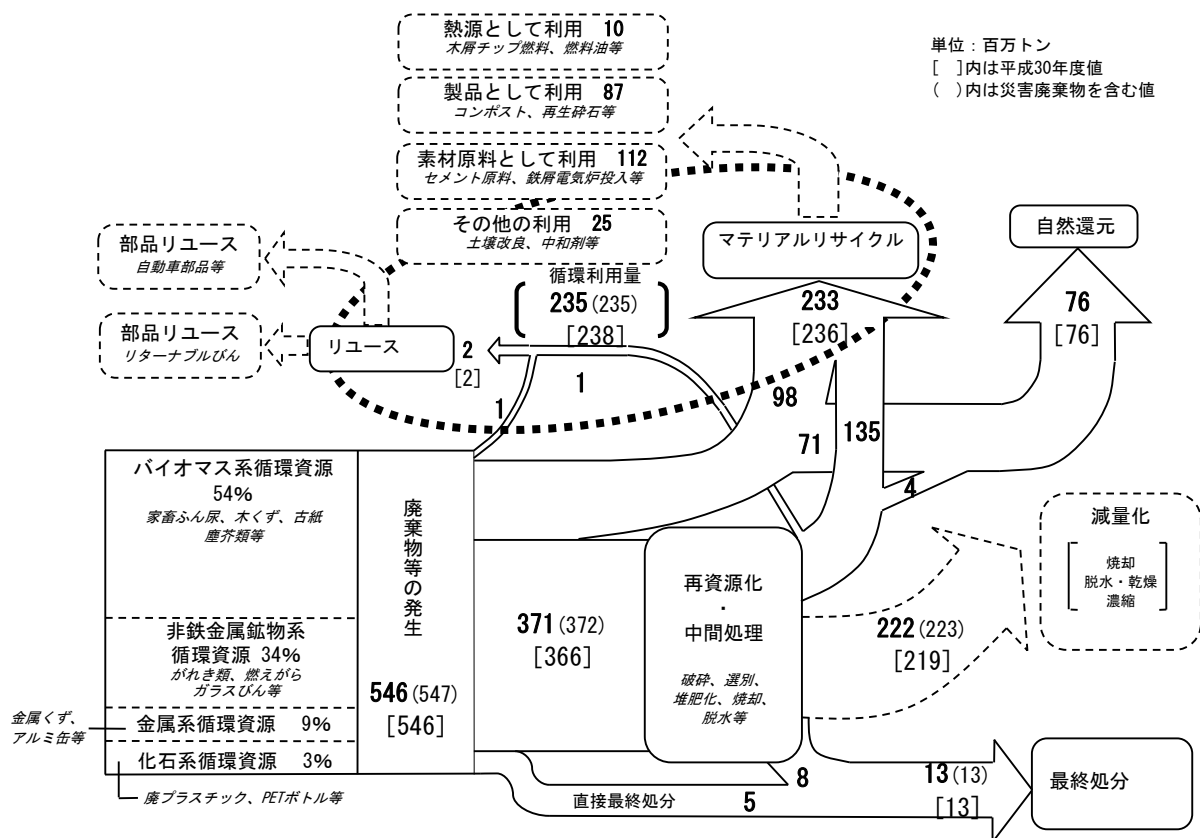 熱源として利用 10
木屑チップ燃料、燃料油等
単位：百万トン
[ ]内は平成30年度値
( )内は災害廃棄物を含む値
製品として利用 87
コンポスト、再生砕石等
素材原料として利用 112
セメント原料、鉄屑電気炉投入等
その他の利用 25
土壌改良、中和剤等
部品リユース
自動車部品等
マテリアルリサイクル
自然還元
循環利用量
235(235)
[238]
233
[236]
76
[76]
部品リユース
リターナブルびん
リユース
2
[2]
1
1
98
71
135
4
バイオマス系循環資源
54%
家畜ふん尿、木くず、古紙
塵芥類等
非鉄金属鉱物系
循環資源 34%
がれき類、燃えがら
ガラスびん等
金属くず、
アルミ缶等
金属系循環資源 9%
化石系循環資源 3%
廃プラスチック、PETボトル等
廃棄物等の発生
546(547)
[546]
371(372)
[366]
再資源化
・
中間処理
破砕、選別、
堆肥化、焼却、
脱水等
減量化
焼却
脱水・乾燥
濃縮
222(223)
[219]
8
直接最終処分 5
13(13)
[13]
最終処分